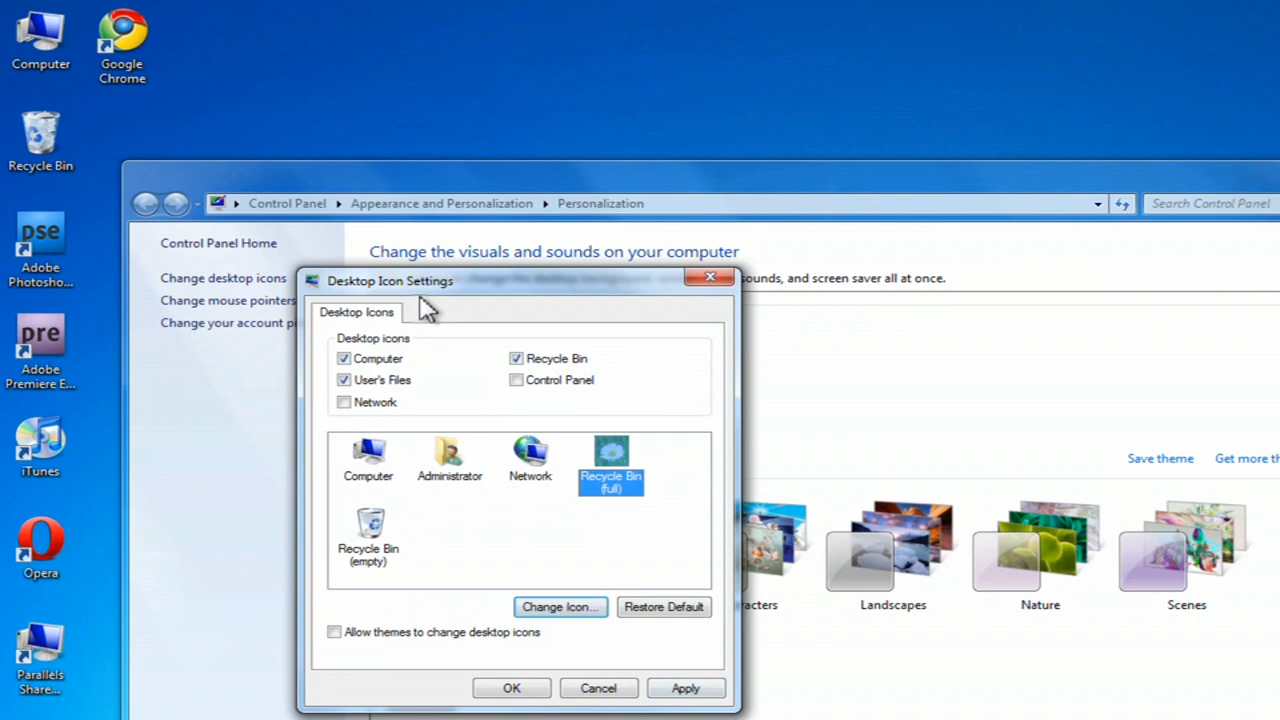 Computer
Google
Chrome
Recycle Bin
pse
Adobe
Photosho...
pre
Adobe
Premiere E...
iTunes
Opera
Parallels
Share...
Control Panel
Appearance and Personalization
Personalization
Search Control Panel
Control Panel Home
Change desktop icons
Change mouse pointers
Change your account pi
Change the visuals and sounds on your computer
sounds, and screen saver all at once.
Desktop Icon Settings
Desktop Icons
Desktop icons
Computer
Recycle Bin
User's Files
Control Panel
Network
Computer
Administrator
Network
Recycle Bin
(full)
Recycle Bin
(empty)
Change Icon...
Restore Default
Allow themes to change desktop icons
OK
Cancel
Apply
Save theme
Get more th
acters
Landscapes
Nature
Scenes